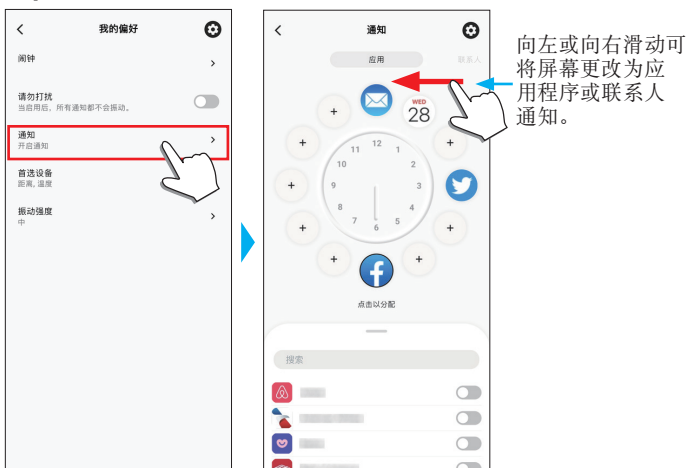 我的偏好
闹钟
请勿打扰
当启用后，所有通知都不会振动。
通知
开启通知
首选设备
距离, 温度
振动强度
中
通知
应用
联系人
WED
28
12
1
2
3
4
5
6
7
8
9
10
11
点击以分配
搜索
向左或向右滑动可
将屏幕更改为应
用程序或联系人
通知。